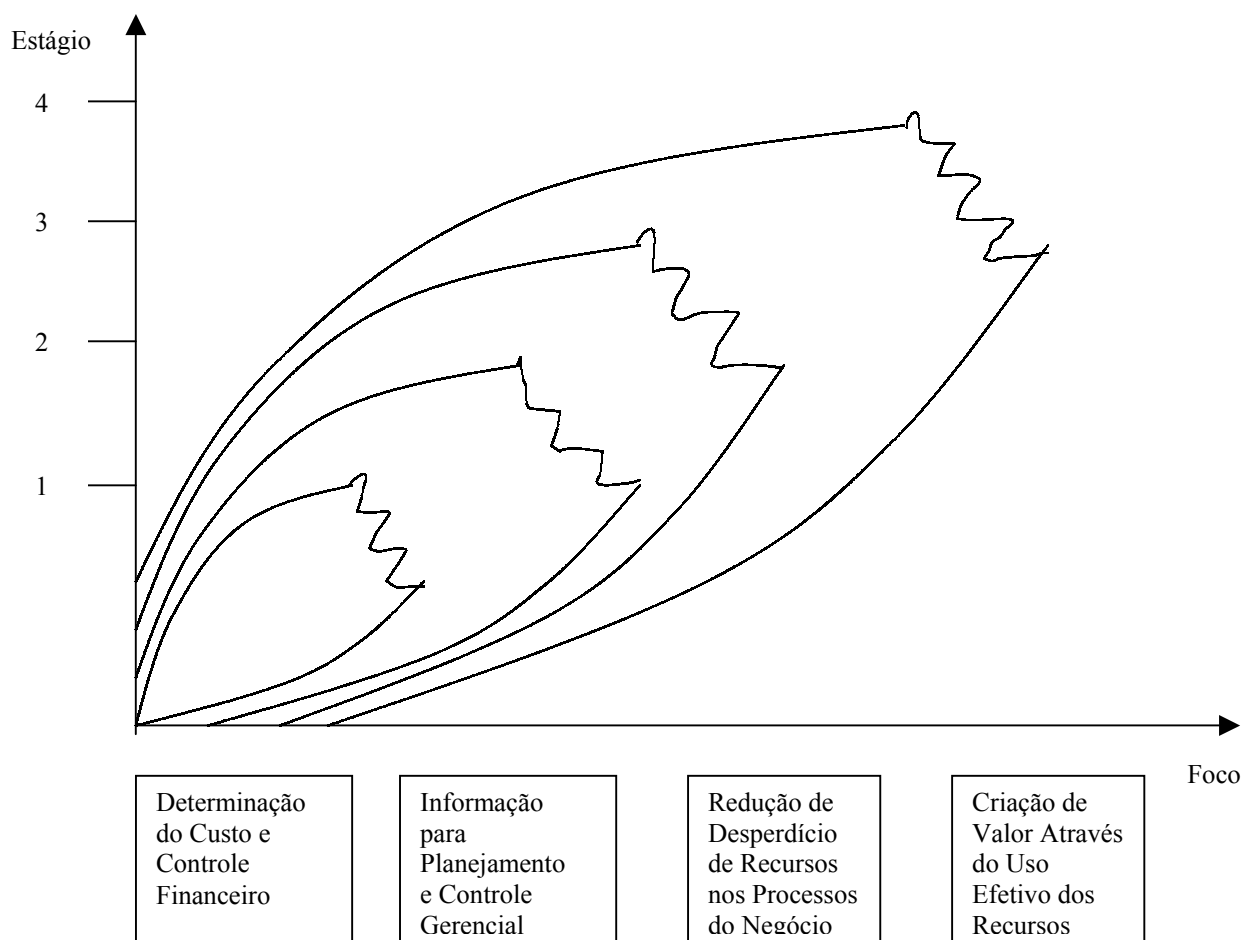 Estágio
4
3
2
1
Foco
Determinação
do Custo e
Controle
Financeiro
Informação
para
Planejamento
e Controle
Gerencial
Redução de
Desperdício
de Recursos
nos Processos
do Negócio
Criação de
Valor Através
do Uso
Efetivo dos
Recursos